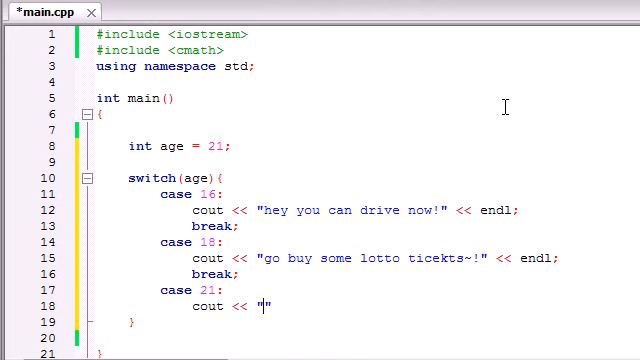 *main.cpp
1 #include <iostream>
2 #include <cmath>
3 using namespace std;
4
5 int main()
6 {
7
8 int age = 21;
9
10 switch(age){
11 case 16:
12 cout << "hey you can drive now!" << endl;
13 break;
14 case 18:
15 cout << "go buy some lotto ticekts~!" << endl;
16 break;
17 case 21:
18 cout << ""
19 }
20
21 }